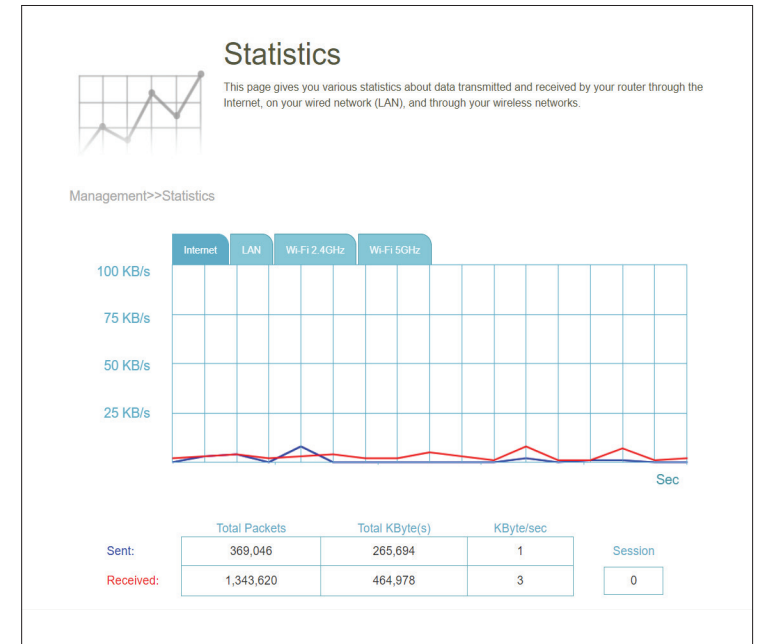 Statistics
This page gives you various statistics about data transmitted and received by your router through the
Internet, on your wired network (LAN), and through your wireless networks.
Management>>Statistics
Internet LAN Wi-Fi 2.4GHz Wi-Fi 5GHz
100 KB/s
75 KB/s
50 KB/s
25 KB/s
Sec
Total Packets Total KByte(s) KByte/sec
Sent: 369,046 265,694 1 Session
Received: 1,343,620 464,978 3 0